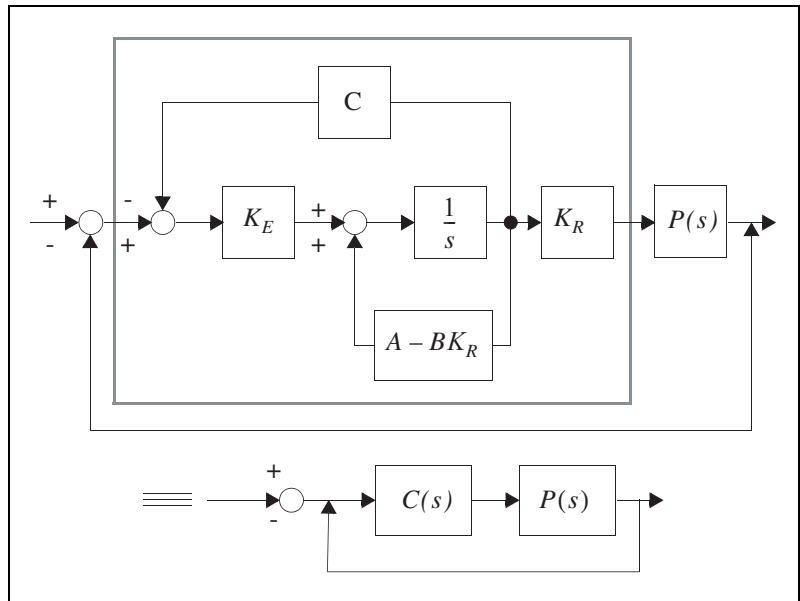 C
+
-
-
+
K_E
+
+
1
s
K_R
P(s)
A – BK_R
+
-
C(s)
P(s)